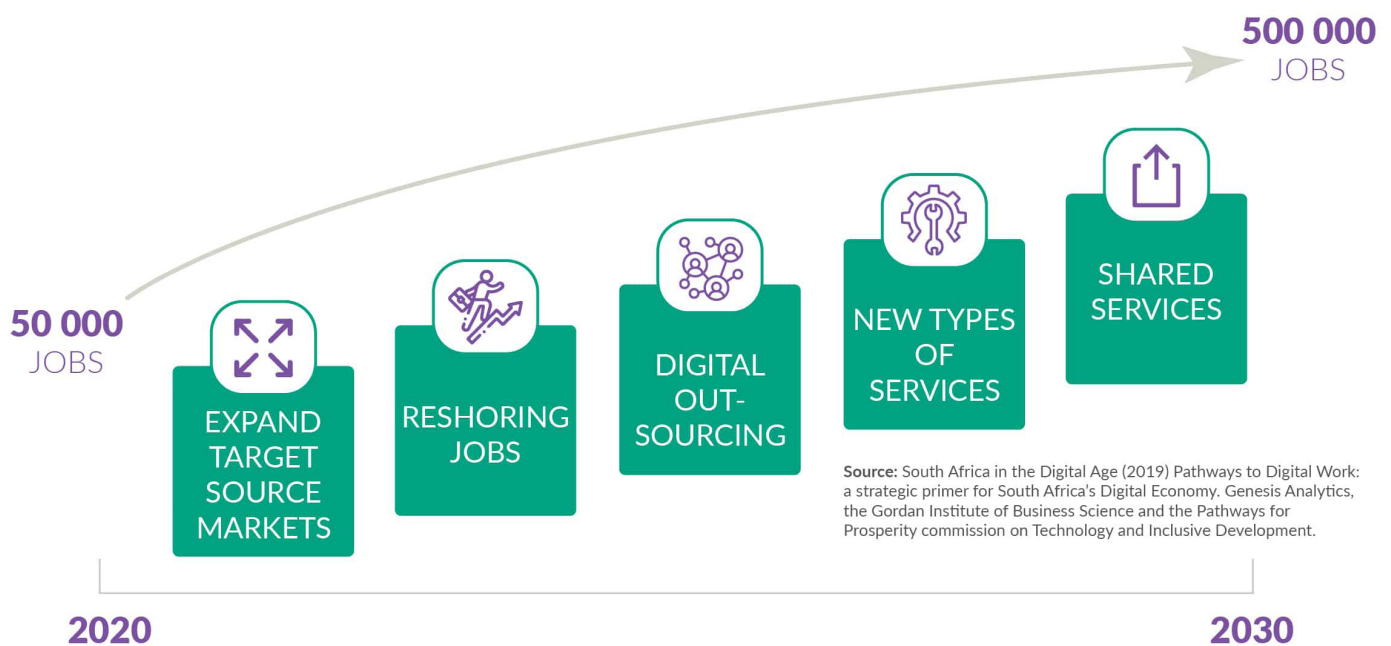 500 000
JOBS
50 000
JOBS
EXPAND
TARGET
SOURCE
MARKETS
RESHORING
JOBS
DIGITAL
OUT-
SOURCING
NEW TYPES
OF
SERVICES
SHARED
SERVICES
Source: South Africa in the Digital Age (2019) Pathways to Digital Work:
a strategic primer for South Africa's Digital Economy. Genesis Analytics,
the Gordan Institute of Business Science and the Pathways for
Prosperity commission on Technology and Inclusive Development.
2020
2030